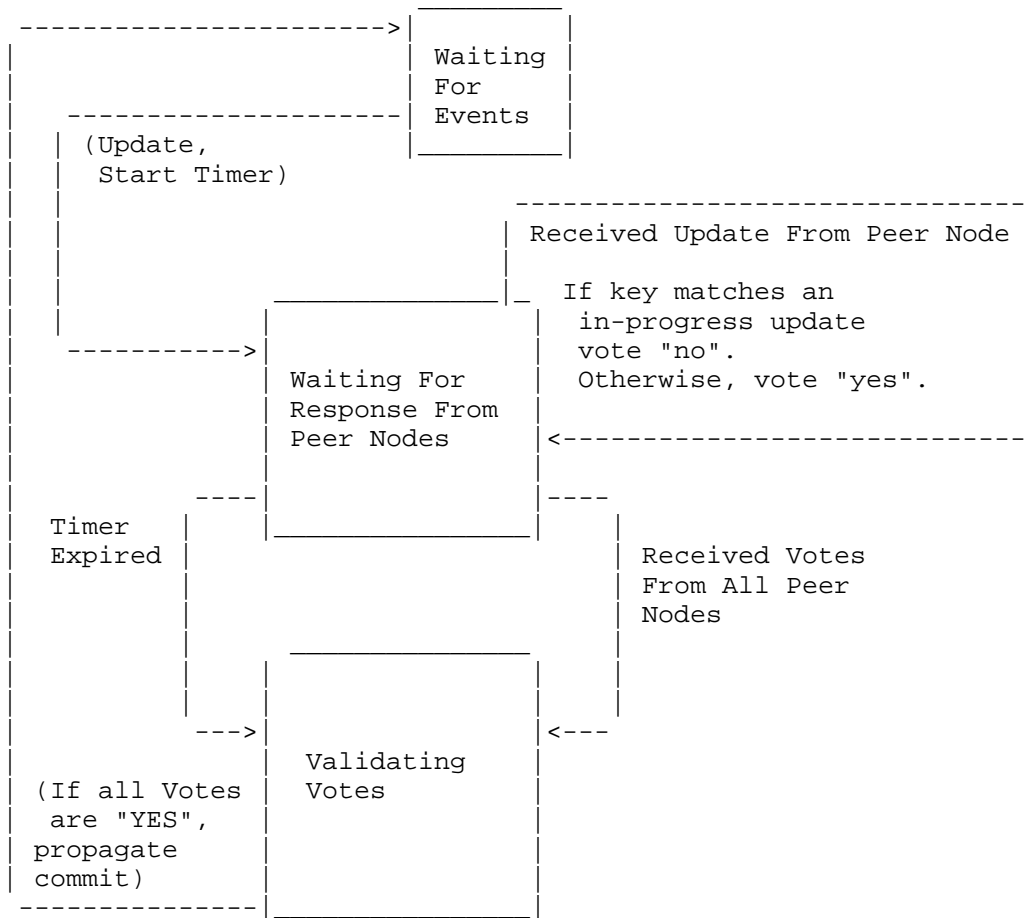 Waiting
For
Events
(Update,
Start Timer)
Received Update From Peer Node
If key matches an
in-progress update
vote "no".
Otherwise, vote "yes".
Waiting For
Response From
Peer Nodes
Timer
Expired
Received Votes
From All Peer
Nodes
Validating
Votes
(If all Votes
are "YES",
propagate
commit)